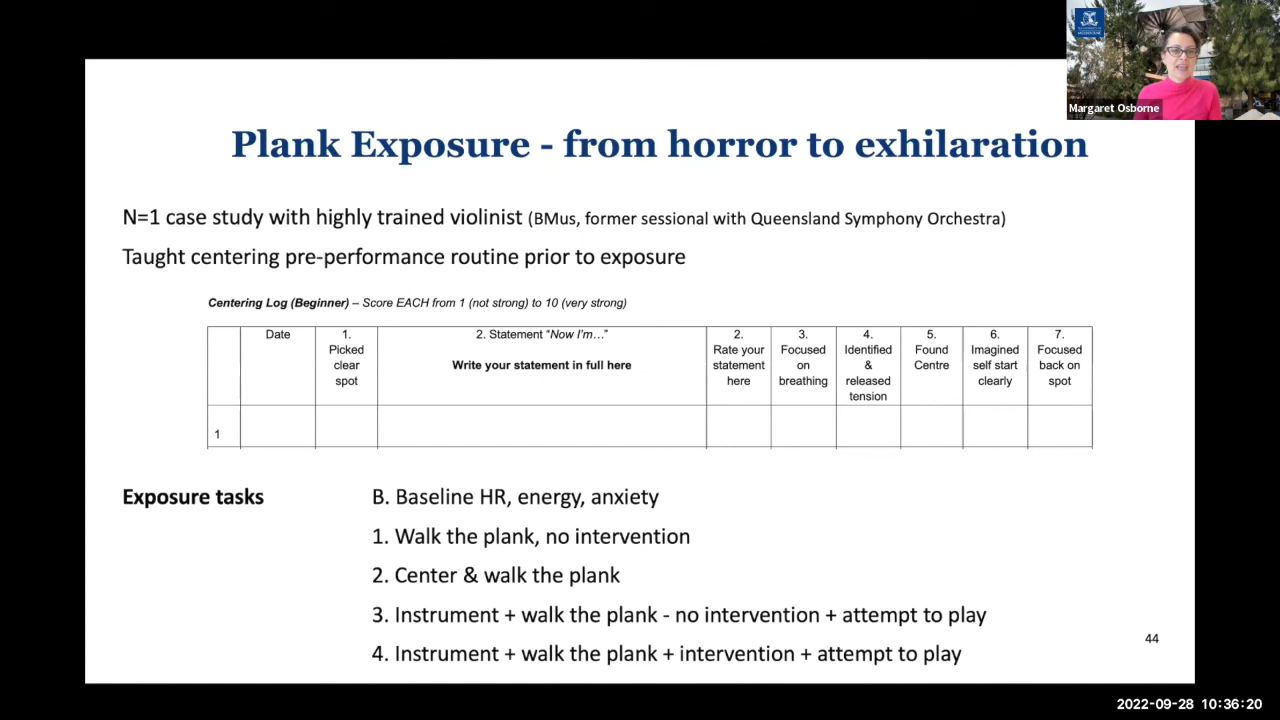 Margaret Osborne
Plank Exposure - from horror to exhilaration
N=1 case study with highly trained violinist (BMus, former sessional with Queensland Symphony Orchestra)
Taught centering pre-performance routine prior to exposure
Centering Log (Beginner) – Score EACH from 1 (not strong) to 10 (very strong)
Date
1.
Picked
clear
spot
2. Statement "Now I'm…"
Write your statement in full here
2.
Rate your
statement
here
3.
Focused
on
breathing
4.
Identified
&
released
tension
5.
Found
Centre
6.
Imagined
self start
clearly
7.
Focused
back on
spot
1
Exposure tasks
B. Baseline HR, energy, anxiety
1. Walk the plank, no intervention
2. Center & walk the plank
3. Instrument + walk the plank - no intervention + attempt to play
4. Instrument + walk the plank + intervention + attempt to play
44
2022-09-28 10:36:20